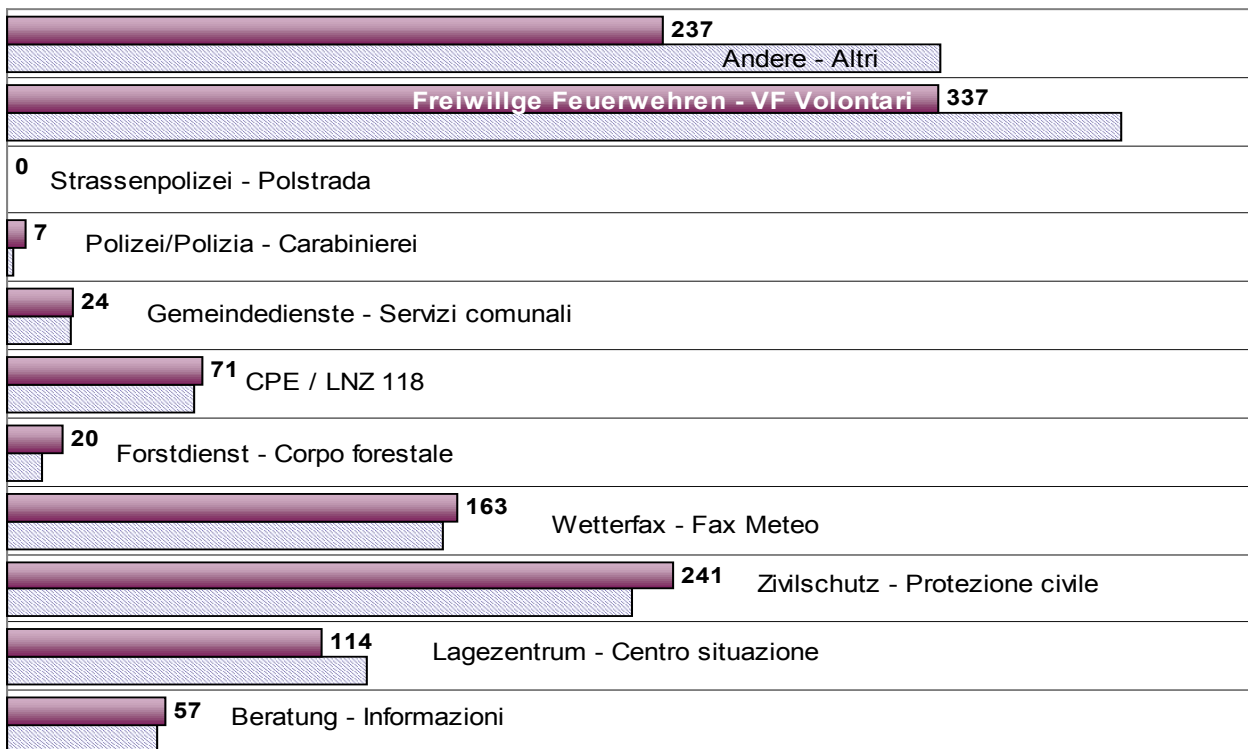 237
Andere - Altri
Freiwillge Feuerwehren - VF Volontari 337
0
Strassenpolizei - Polstrada
7
Polizei/Polizia - Carabinierei
24
Gemeindedienste - Servizi comunali
71
CPE / LNZ 118
20
Forstdienst - Corpo forestale
163
Wetterfax - Fax Meteo
241
Zivilschutz - Protezione civile
114
Lagezentrum - Centro situazione
57
Beratung - Informazioni